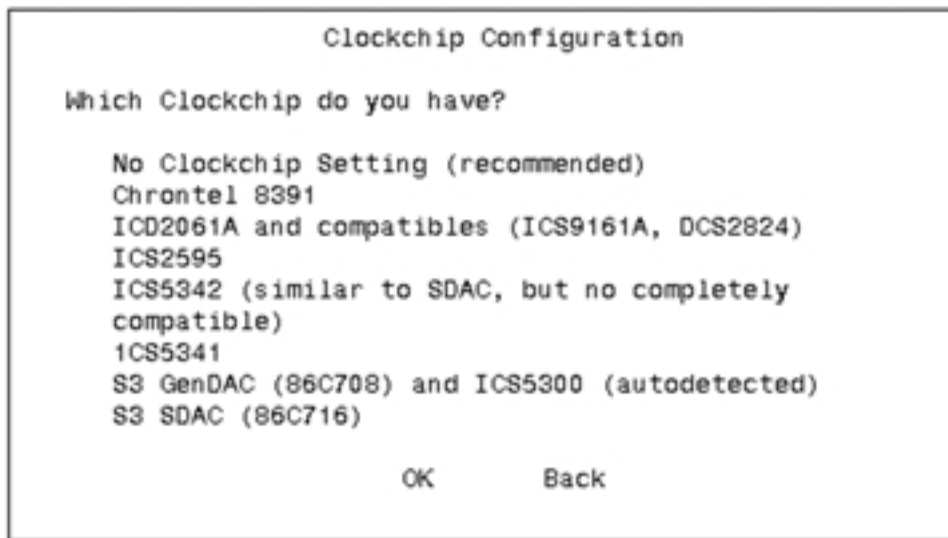 Clockchip Configuration
Which Clockchip do you have?
No Clockchip Setting (recommended)
Chrontel 8391
ICD2061A and compatibles (ICS9161A, DCS2824)
ICS2595
ICS5342 (similar to SDAC, but no completely
compatible)
1CS5341
S3 GenDAC (86C708) and ICS5300 (autodetected)
S3 SDAC (86C716)
OK Back